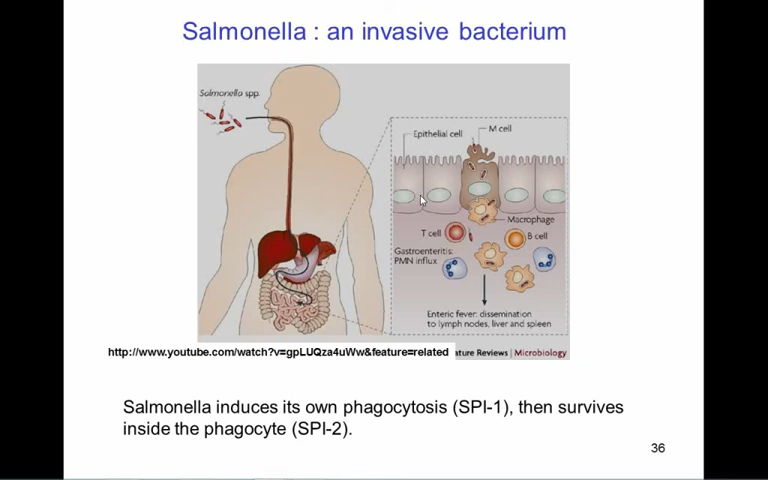 Salmonella : an invasive bacterium
Salmonella spp.
Epithelial cell
M cell
Macrophage
T cell
B cell
Gastroenteritis:
PMN influx
Enteric fever: dissemination
to lymph nodes, liver and spleen
http://www.youtube.com/watch?v=gpLUQza4uWw&feature=related
ature Reviews | Microbiology
Salmonella induces its own phagocytosis (SPI-1), then survives
inside the phagocyte (SPI-2).
36